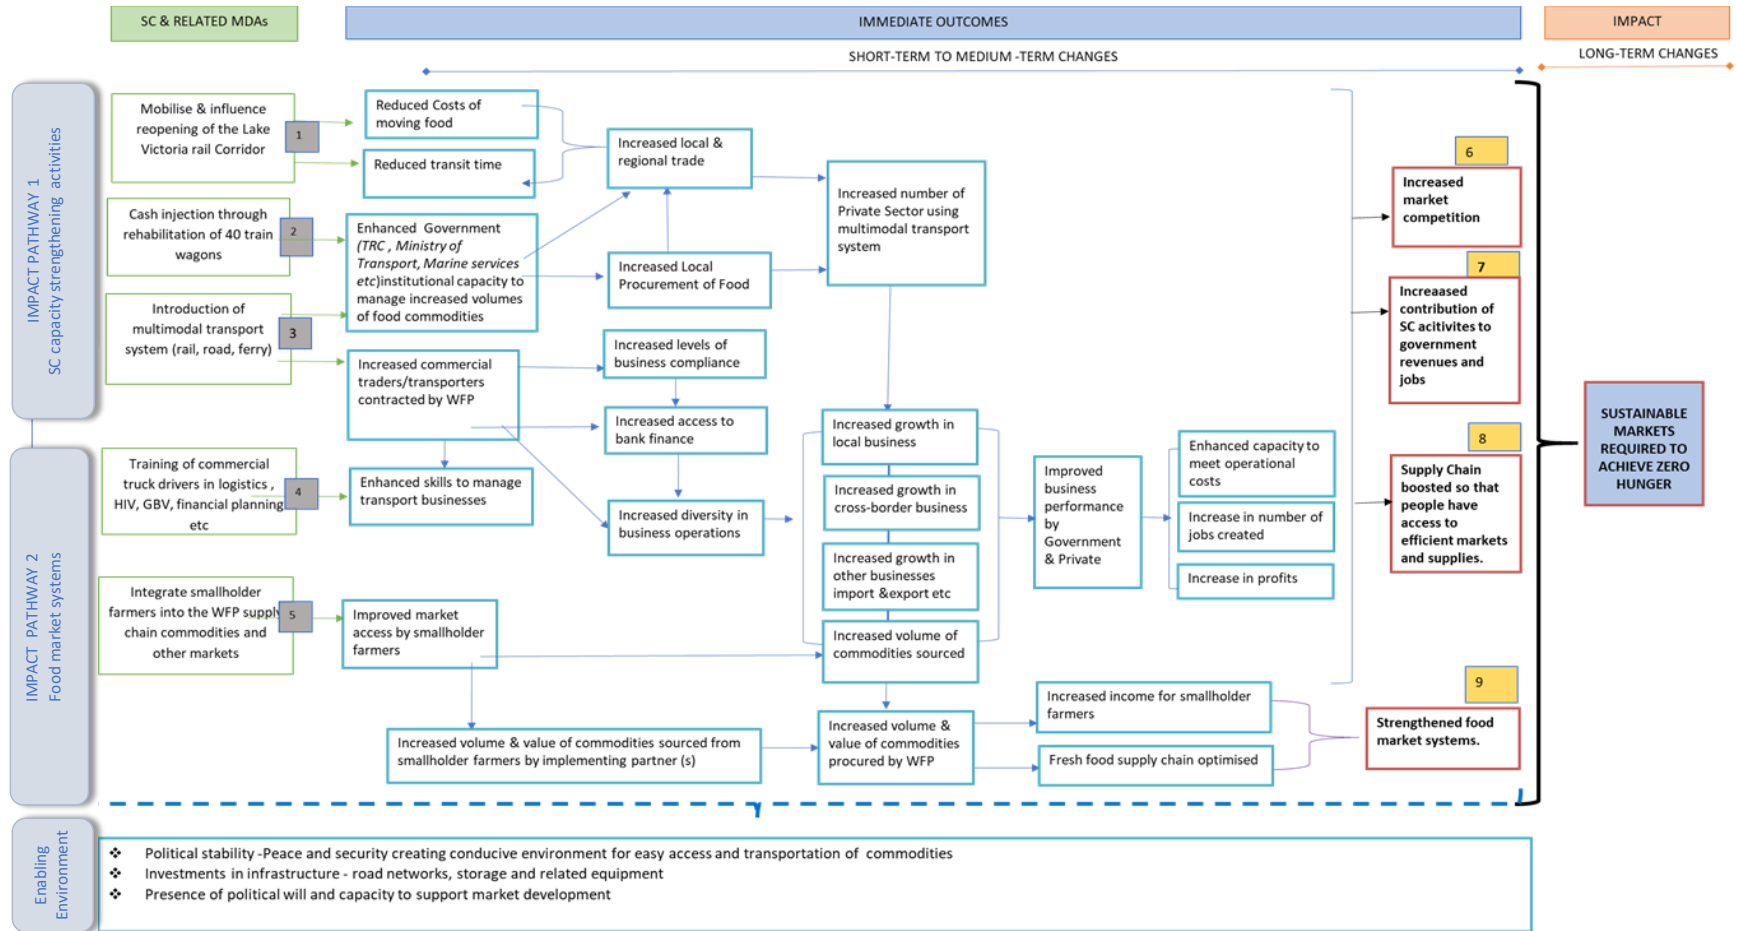 SC & RELATED MDAs
IMMEDIATE OUTCOMES
IMPACT
SHORT-TERM TO MEDIUM -TERM CHANGES
LONG-TERM CHANGES
IMPACT PATHWAY 1
SC capacity strengthening activities
Mobilise & influence
reopening of the Lake
Victoria rail Corridor
1
Cash injection through
rehabilitation of 40 train
wagons
2
Introduction of
multimodal transport
system (rail, road, ferry)
3
Reduced Costs of
moving food
Reduced transit time
Enhanced Government
(TRC , Ministry of
Transport, Marine services
etc)institutional capacity to
manage increased volumes
of food commodities
Increased commercial
traders/transporters
contracted by WFP
Increased local &
regional trade
Increased Local
Procurement of Food
Increased levels of
business compliance
Increased access to
bank finance
Increased number of
Private Sector using
multimodal transport
system
IMPACT PATHWAY 2
Food market systems
Training of commercial
truck drivers in logistics ,
HIV, GBV, financial planning
etc
4
Integrate smallholder
farmers into the WFP supply
chain commodities and
other markets
5
Enhanced skills to manage
transport businesses
Increased diversity in
business operations
Improved market
access by smallholder
farmers
Increased volume & value of commodities sourced from
smallholder farmers by implementing partner (s)
Increased growth in
local business
Increased growth in
cross-border business
Increased growth in
other businesses
import &export etc
Increased volume of
commodities sourced
Increased volume &
value of commodities
procured by WFP
Improved
business
performance
by
Government
& Private
Enhanced capacity to
meet operational
costs
Increase in number of
jobs created
Increase in profits
Increased income for smallholder
farmers
Fresh food supply chain optimised
6
Increased
market
competition
7
Increaased
contribution of
SC acitivites to
government
revenues and
jobs
8
Supply Chain
boosted so that
people have
access to
efficient markets
and supplies.
9
Strengthened food
market systems.
SUSTAINABLE
MARKETS
REQUIRED TO
ACHIEVE ZERO
HUNGER
Enabling
Environment
❖ Political stability -Peace and security creating conducive environment for easy access and transportation of commodities
❖ Investments in infrastructure - road networks, storage and related equipment
❖ Presence of political will and capacity to support market development